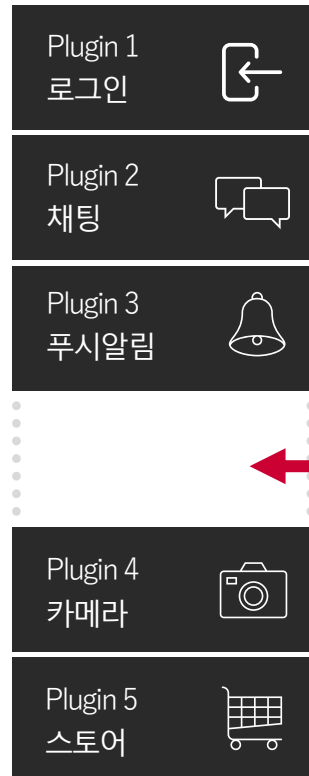 Plugin 1
로그인
Plugin 2
채팅
Plugin 3
푸시알림
Plugin 4
카메라
Plugin 5
스토어